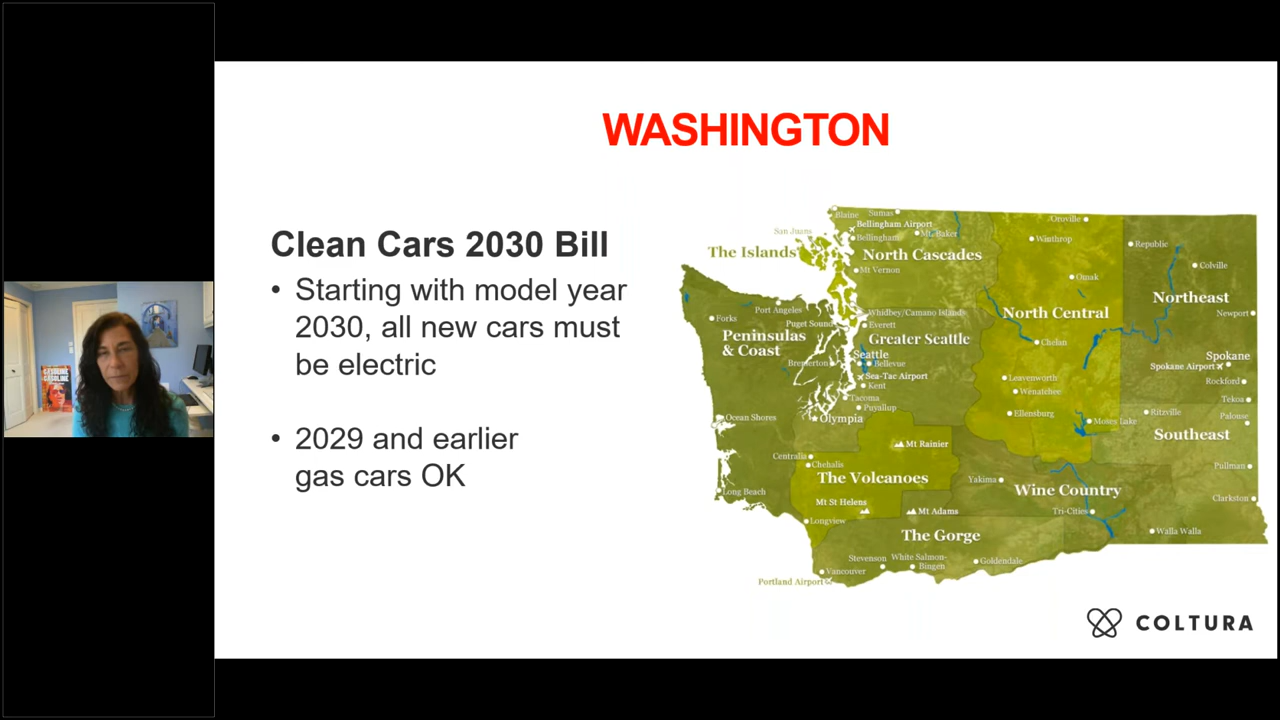 WASHINGTON
Clean Cars 2030 Bill
• Starting with model year
2030, all new cars must
be electric
• 2029 and earlier
gas cars OK
Blaine
Sumas
Bellingham Airport
Bellingham
Mt. Baker
San Juans
The Islands
North Cascades
Mt Vernon
Oroville
Winthrop
Republic
Omak
Colville
Northeast
Newport
North Central
Forks
Port Angeles
Puget Sound
Whidbey/Camano Islands
Everett
Peninsulas
& Coast
Greater Seattle
Seattle
Bremerton
Bellevue
Sea-Tac Airport
Kent
Tacoma
Puyallup
Olympia
Ocean Shores
Chelan
Leavenworth
Wenatchee
Ellensburg
Moses Lake
Spokane
Spokane Airport
Rockford
Tekoa
Ritzville
Palouse
Southeast
Pullman
Clarkston
Mt Rainier
Centralia
Chehalis
The Volcanoes
Mt St Helens
Mt Adams
Long Beach
Longview
Yakima
Wine Country
Tri-Cities
Walla Walla
The Gorge
Stevenson
White Salmon-
Bingen
Goldendale
Vancouver
Portland Airport
COLTURA
GASOLINE